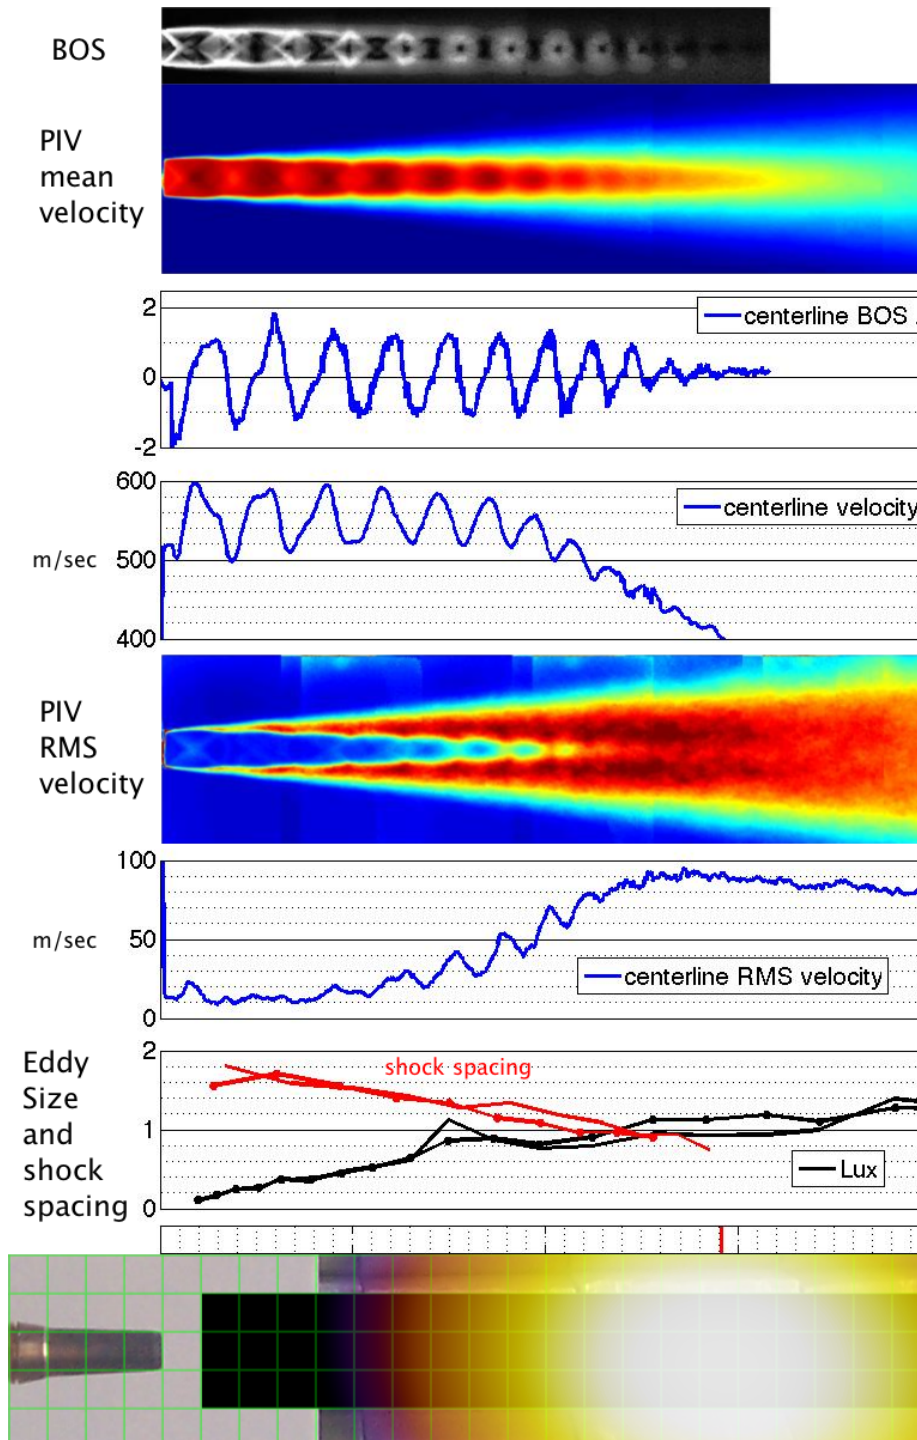 BOS
PIV
mean
velocity
2
0
-2
centerline BOS
600
m/sec
500
400
centerline velocity
PIV
RMS
velocity
100
m/sec
50
0
centerline RMS velocity
Eddy
Size
and
shock
spacing
2
1
0
shock spacing
Lux